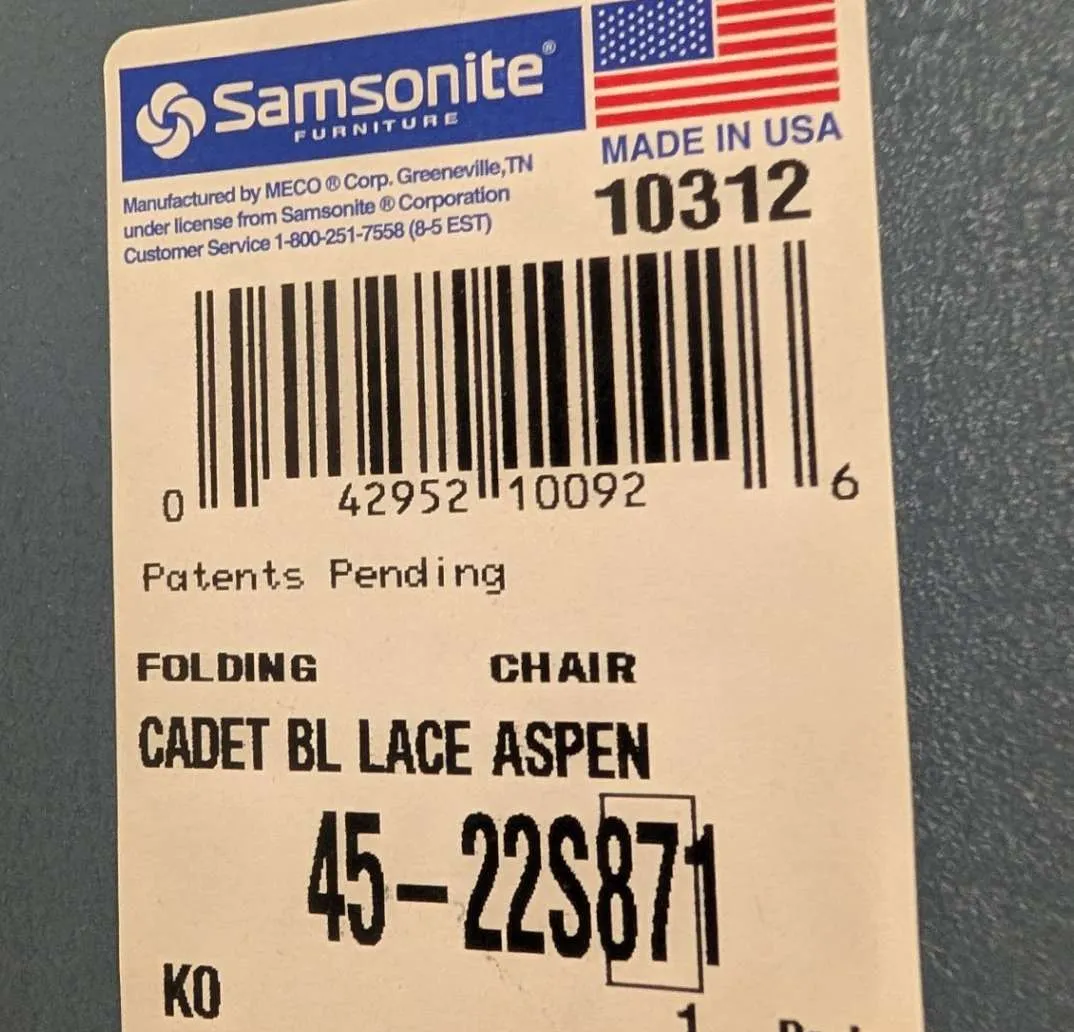 Samsonite®
FURNITURE
MADE IN USA
10312
Manufactured by MECO ® Corp. Greeneville,TN
under license from Samsonite ® Corporation
Customer Service 1-800-251-7558 (8-5 EST)
0 42952 10092 6
Patents Pending
FOLDING CHAIR
CADET BL LACE ASPEN
45-22S871
KO
1